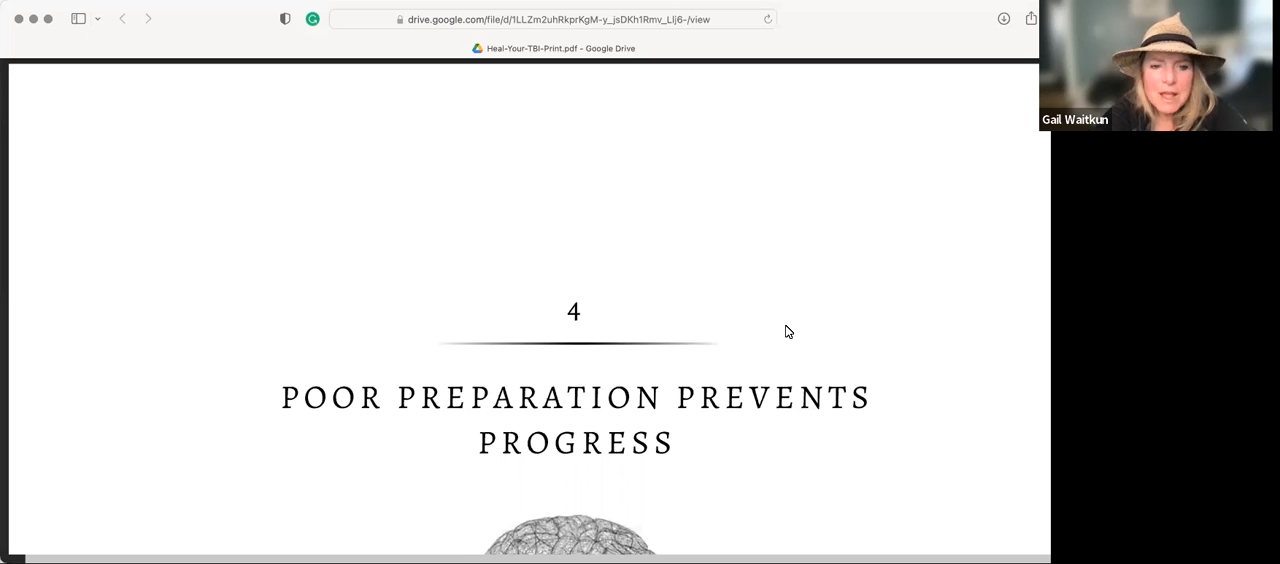 drive.google.com/file/d/1LLZm2uhRkprKgM-y_jsDKh1Rmv_LIj6-/view
Heal-Your-TBI-Print.pdf - Google Drive
Gail Waitkun
4
POOR PREPARATION PREVENTS
PROGRESS